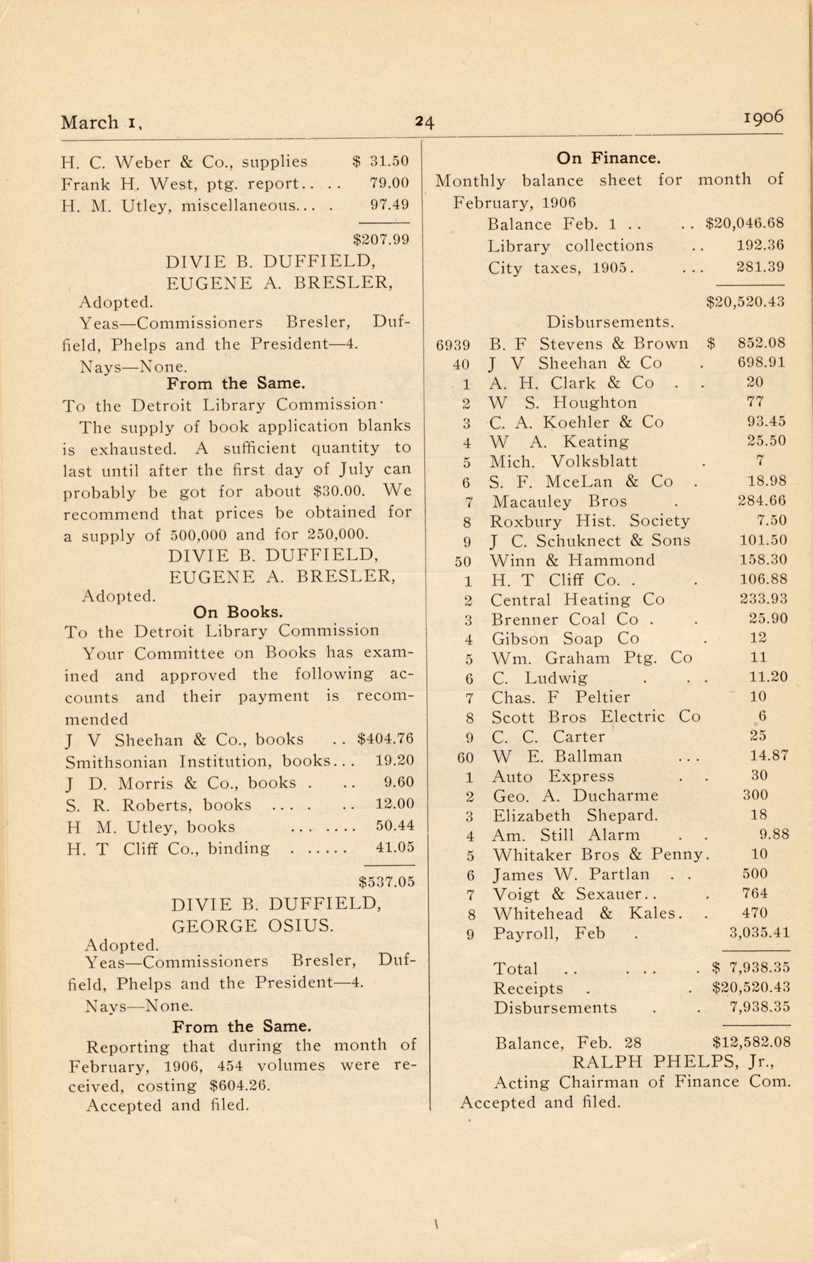 March 1,
24
1906
H. C. Weber & Co., supplies $ 31.50
Frank H. West, ptg. report.. .. 79.00
H. M. Utley, miscellaneous... . 97.49
$207.99
DIVIE B. DUFFIELD,
EUGENE A. BRESLER,
Adopted.
Yeas—Commissioners Bresler, Duf-
field, Phelps and the President—4.
Nays—None.
From the Same.
To the Detroit Library Commission·
The supply of book application blanks
is exhausted. A sufficient quantity to
last until after the first day of July can
probably be got for about $30.00. We
recommend that prices be obtained for
a supply of 500,000 and for 250,000.
DIVIE B. DUFFIELD,
EUGENE A. BRESLER,
Adopted.
On Books.
To the Detroit Library Commission
Your Committee on Books has exam-
ined and approved the following ac-
counts and their payment is recom-
mended
J V Sheehan & Co., books .. $404.76
Smithsonian Institution, books... 19.20
J D. Morris & Co., books . .. 9.60
S. R. Roberts, books .... . .. 12.00
H M. Utley, books ........ 50.44
H. T Cliff Co., binding ...... 41.05
$537.05
DIVIE B. DUFFIELD,
GEORGE OSIUS.
Adopted.
Yeas—Commissioners Bresler, Duf-
field, Phelps and the President—4.
Nays—None.
From the Same.
Reporting that during the month of
February, 1906, 454 volumes were re-
ceived, costing $604.26.
Accepted and filed.
On Finance.
Monthly balance sheet for month of
February, 1906
Balance Feb. 1 .. .. $20,046.68
Library collections .. 192.36
City taxes, 1905. ... 281.39
$20,520.43
Disbursements.
6939 B. F Stevens & Brown $ 852.08
40 J V Sheehan & Co . 698.91
1 A. H. Clark & Co . . 20
2 W S. Houghton 77
3 C. A. Koehler & Co 93.45
4 W A. Keating 25.50
5 Mich. Volksblatt . 7
6 S. F. MceLan & Co . 18.98
7 Macauley Bros . 284.66
8 Roxbury Hist. Society 7.50
9 J C. Schuknect & Sons 101.50
50 Winn & Hammond 158.30
1 H. T Cliff Co. . . 106.88
2 Central Heating Co 233.93
3 Brenner Coal Co . . 25.90
4 Gibson Soap Co . 12
5 Wm. Graham Ptg. Co 11
6 C. Ludwig . . . 11.20
7 Chas. F Peltier 10
8 Scott Bros Electric Co 6
9 C. C. Carter 25
60 W E. Ballman ... 14.87
1 Auto Express . . 30
2 Geo. A. Ducharme 300
3 Elizabeth Shepard. 18
4 Am. Still Alarm . . 9.88
5 Whitaker Bros & Penny. 10
6 James W. Partlan . . 500
7 Voigt & Sexauer.. . 764
8 Whitehead & Kales. . 470
9 Payroll, Feb . 3,035.41
Total .. ... . $ 7,938.35
Receipts . . $20,520.43
Disbursements . . 7,938.35
Balance, Feb. 28 $12,582.08
RALPH PHELPS, Jr.,
Acting Chairman of Finance Com.
Accepted and filed.